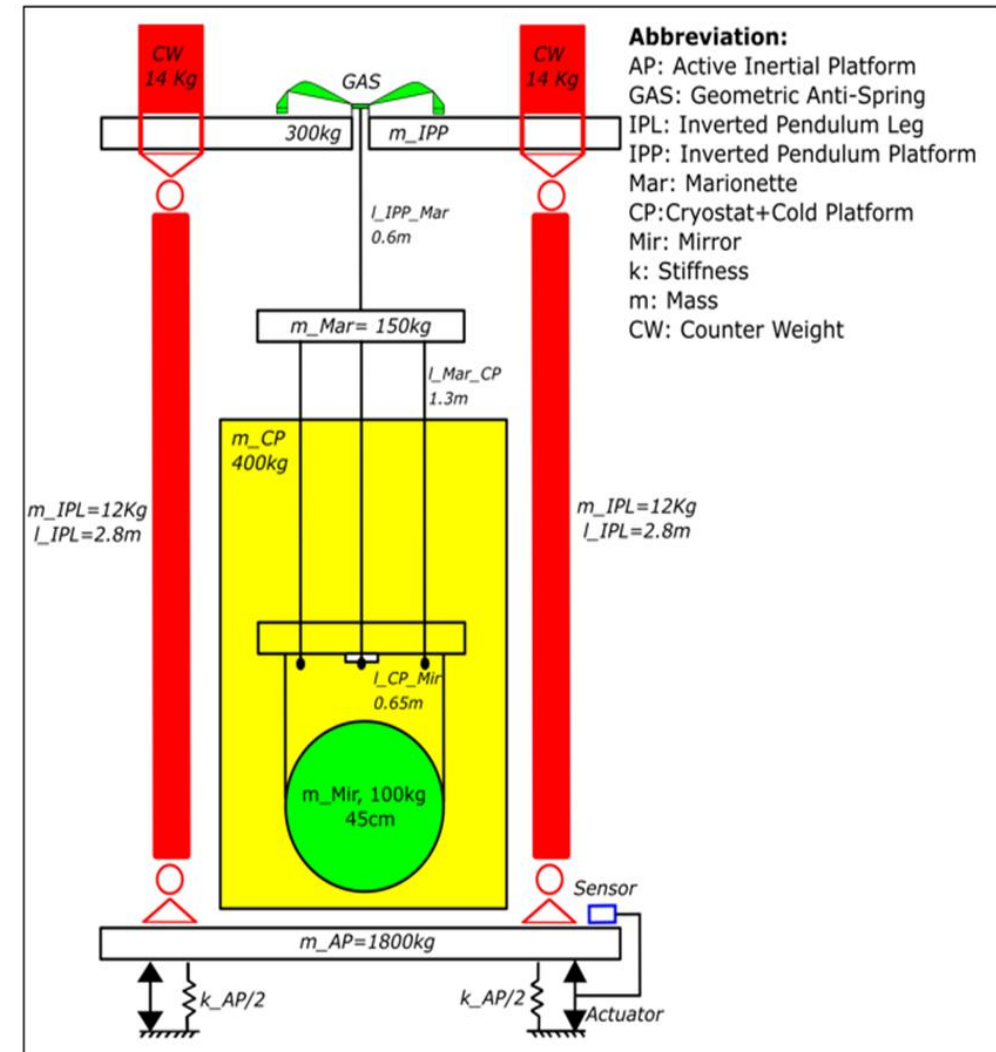 CW
14 Kg
GAS
CW
14 Kg
300kg
m_IPP
l_IPP_Mar
0.6m
m_Mar= 150kg
l_Mar_CP
1.3m
m_CP
400kg
m_IPL=12Kg
l_IPL=2.8m
m_IPL=12Kg
l_IPL=2.8m
l_CP_Mir
0.65m
m_Mir, 100kg
45cm
Sensor
m_AP=1800kg
k_AP/2
k_AP/2
Actuator
Abbreviation:
AP: Active Inertial Platform
GAS: Geometric Anti-Spring
IPL: Inverted Pendulum Leg
IPP: Inverted Pendulum Platform
Mar: Marionette
CP:Cryostat+Cold Platform
Mir: Mirror
k: Stiffness
m: Mass
CW: Counter Weight